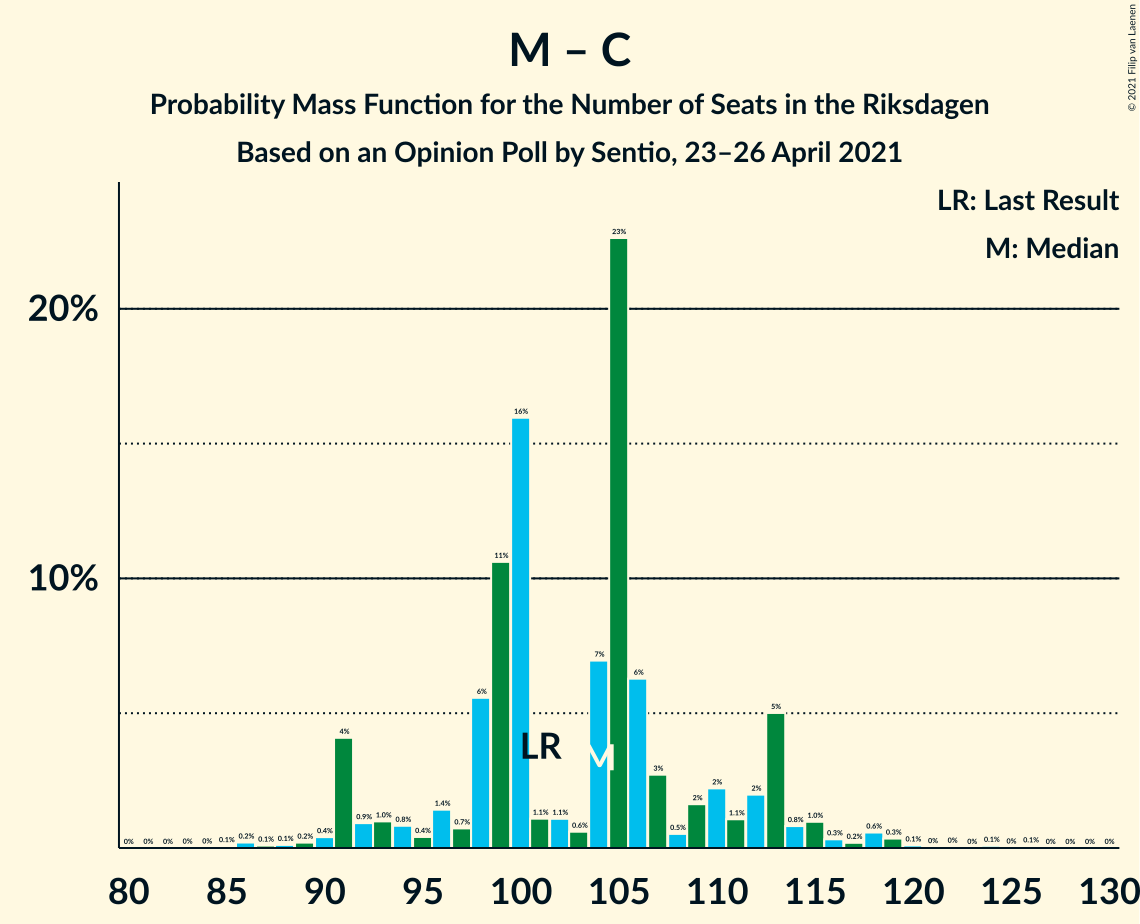 M – C
Probability Mass Function for the Number of Seats in the Riksdagen
Based on an Opinion Poll by Sentio, 23–26 April 2021
© 2021 Filip van Laenen
LR: Last Result
M: Median
20%
10%
0% 0% 0% 0% 0% 0.1% 0.2% 0.1% 0.1% 0.2% 0.4% 4% 0.9% 1.0% 0.8% 0.4% 1.4% 0.7% 6% 11% 16% 1.1% 1.1% 0.6% 7% 23% 6% 3% 0.5% 2% 2% 1.1% 2% 5% 0.8% 1.0% 0.3% 0.2% 0.6% 0.3% 0.1% 0% 0% 0% 0.1% 0% 0.1% 0% 0% 0% 0%
LR M
80 85 90 95 100 105 110 115 120 125 130